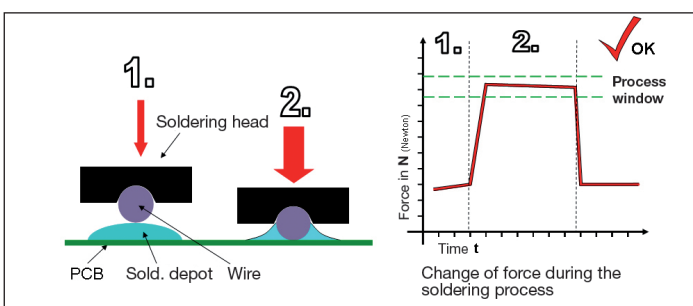 1.
2.
Soldering head
PCB
Sold. depot
Wire
1.
2.
OK
Process
window
Force in N (Newton)
Time t
Change of force during the
soldering process